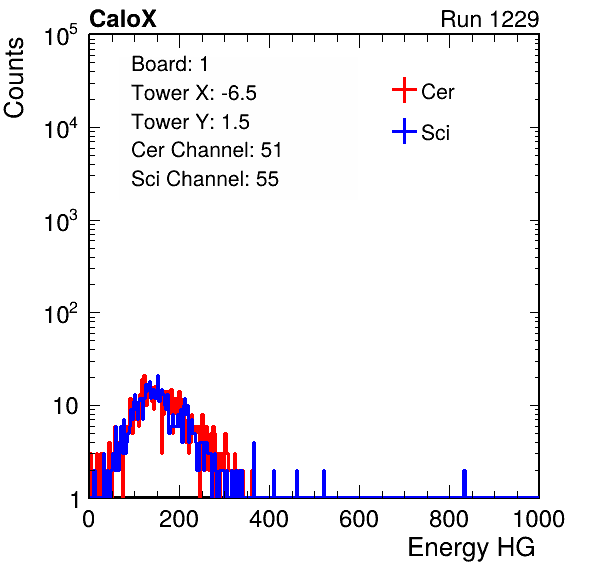 CaloX Run 1229
Counts
Board: 1
Tower X: -6.5
Tower Y: 1.5
Cer Channel: 51
Sci Channel: 55
Cer
Sci
10^5
10^4
10^3
10^2
10
1
0 200 400 600 800 1000
Energy HG